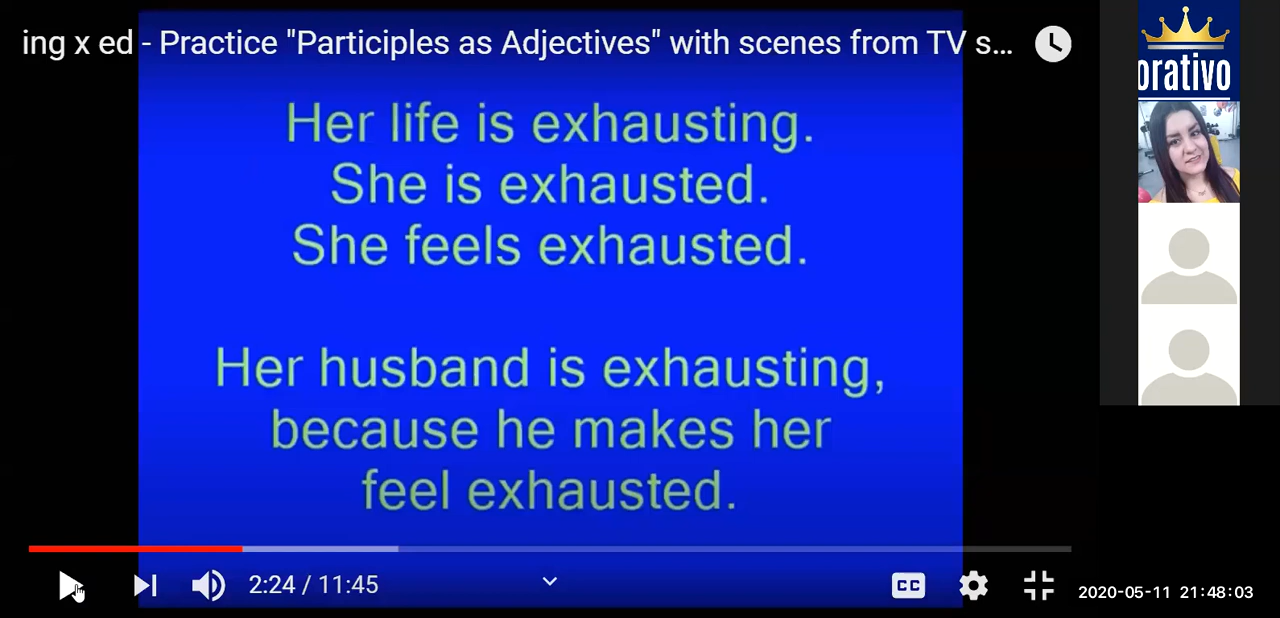 ing x ed - Practice "Participles as Adjectives" with scenes from TV s...
orativo
Her life is exhausting.
She is exhausted.
She feels exhausted.
Her husband is exhausting,
because he makes her
feel exhausted.
2:24 / 11:45
CC
2020-05-11 21:48:03